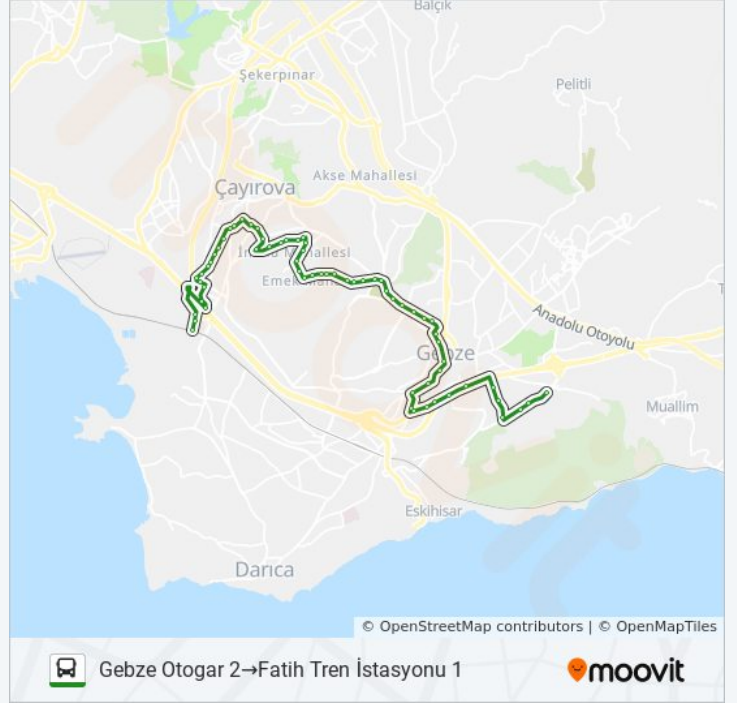 Balçık
Şekerpınar
Pelitli
Akse Mahallesi
Çayırova
Mahallesi
Anadolu Otoyolu
Gebze
Muallim
Eskihisar
Darıca
© OpenStreetMap contributors | © OpenMapTiles
Gebze Otogar 2→Fatih Tren İstasyonu 1
moovit